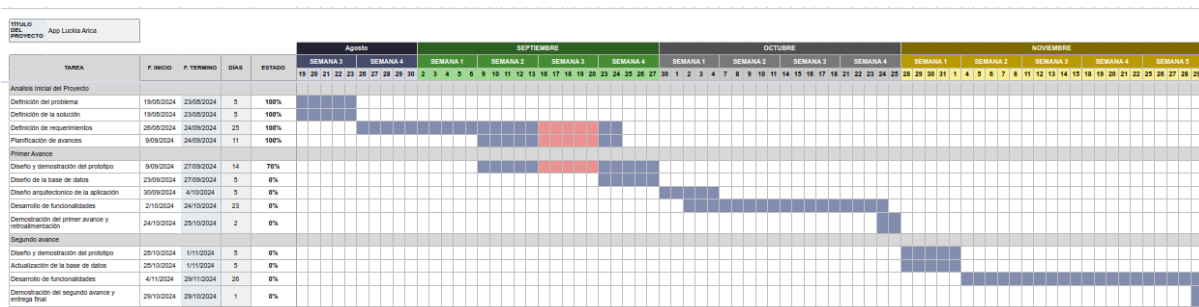 TÍTULO
DEL
PROYECTO App Luckia Arica
Agosto SEPTIEMBRE OCTUBRE NOVIEMBRE
TAREA F. INICIO F. TERMINO DÍAS ESTADO SEMANA 3 SEMANA 4 SEMANA 1 SEMANA 2 SEMANA 3 SEMANA 4 SEMANA 1 SEMANA 2 SEMANA 3 SEMANA 4 SEMANA 1 SEMANA 2 SEMANA 3 SEMANA 4 SEMANA 5
19 20 21 22 23 26 27 28 29 30 2 3 4 5 6 9 10 11 12 13 16 17 18 19 20 23 24 25 26 27 30 1 2 3 4 7 8 9 10 11 14 15 16 17 18 21 22 23 24 25 28 29 30 31 1 4 5 6 7 8 11 12 13 14 15 18 19 20 21 22 25 26 27 28 29
Analisis Inicial del Proyecto
Definición del problema 19/08/2024 23/08/2024 5 100%
Definición de la solución 19/08/2024 23/08/2024 5 100%
Definición de requerimientos 26/08/2024 24/09/2024 25 100%
Planificación de avances 9/09/2024 24/09/2024 11 100%
Primer Avance
Diseño y demostración del prototipo 9/09/2024 27/09/2024 14 70%
Diseño de la base de datos 23/09/2024 27/09/2024 5 0%
Diseño arquitectonico de la aplicación 30/09/2024 4/10/2024 5 0%
Desarrollo de funcionalidades 2/10/2024 24/10/2024 23 0%
Demostración del primer avance y
retroalimentación 24/10/2024 25/10/2024 2 0%
Segundo avance
Diseño y demostración del prototipo 28/10/2024 1/11/2024 5 0%
Actualización de la base de datos 28/10/2024 1/11/2024 5 0%
Desarrollo de funcionalidades 4/11/2024 29/11/2024 26 0%
Demostración del segundo avance y
entrega final 29/10/2024 29/10/2024 1 0%